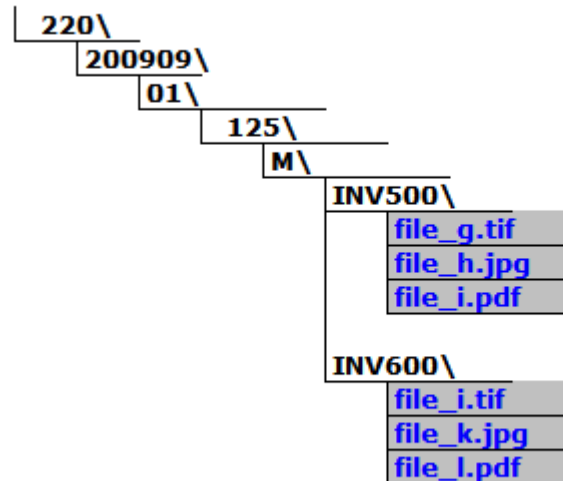 220\
200909\
01\
125\
M\
INV500\
file_g.tif
file_h.jpg
file_i.pdf
INV600\
file_i.tif
file_k.jpg
file_l.pdf